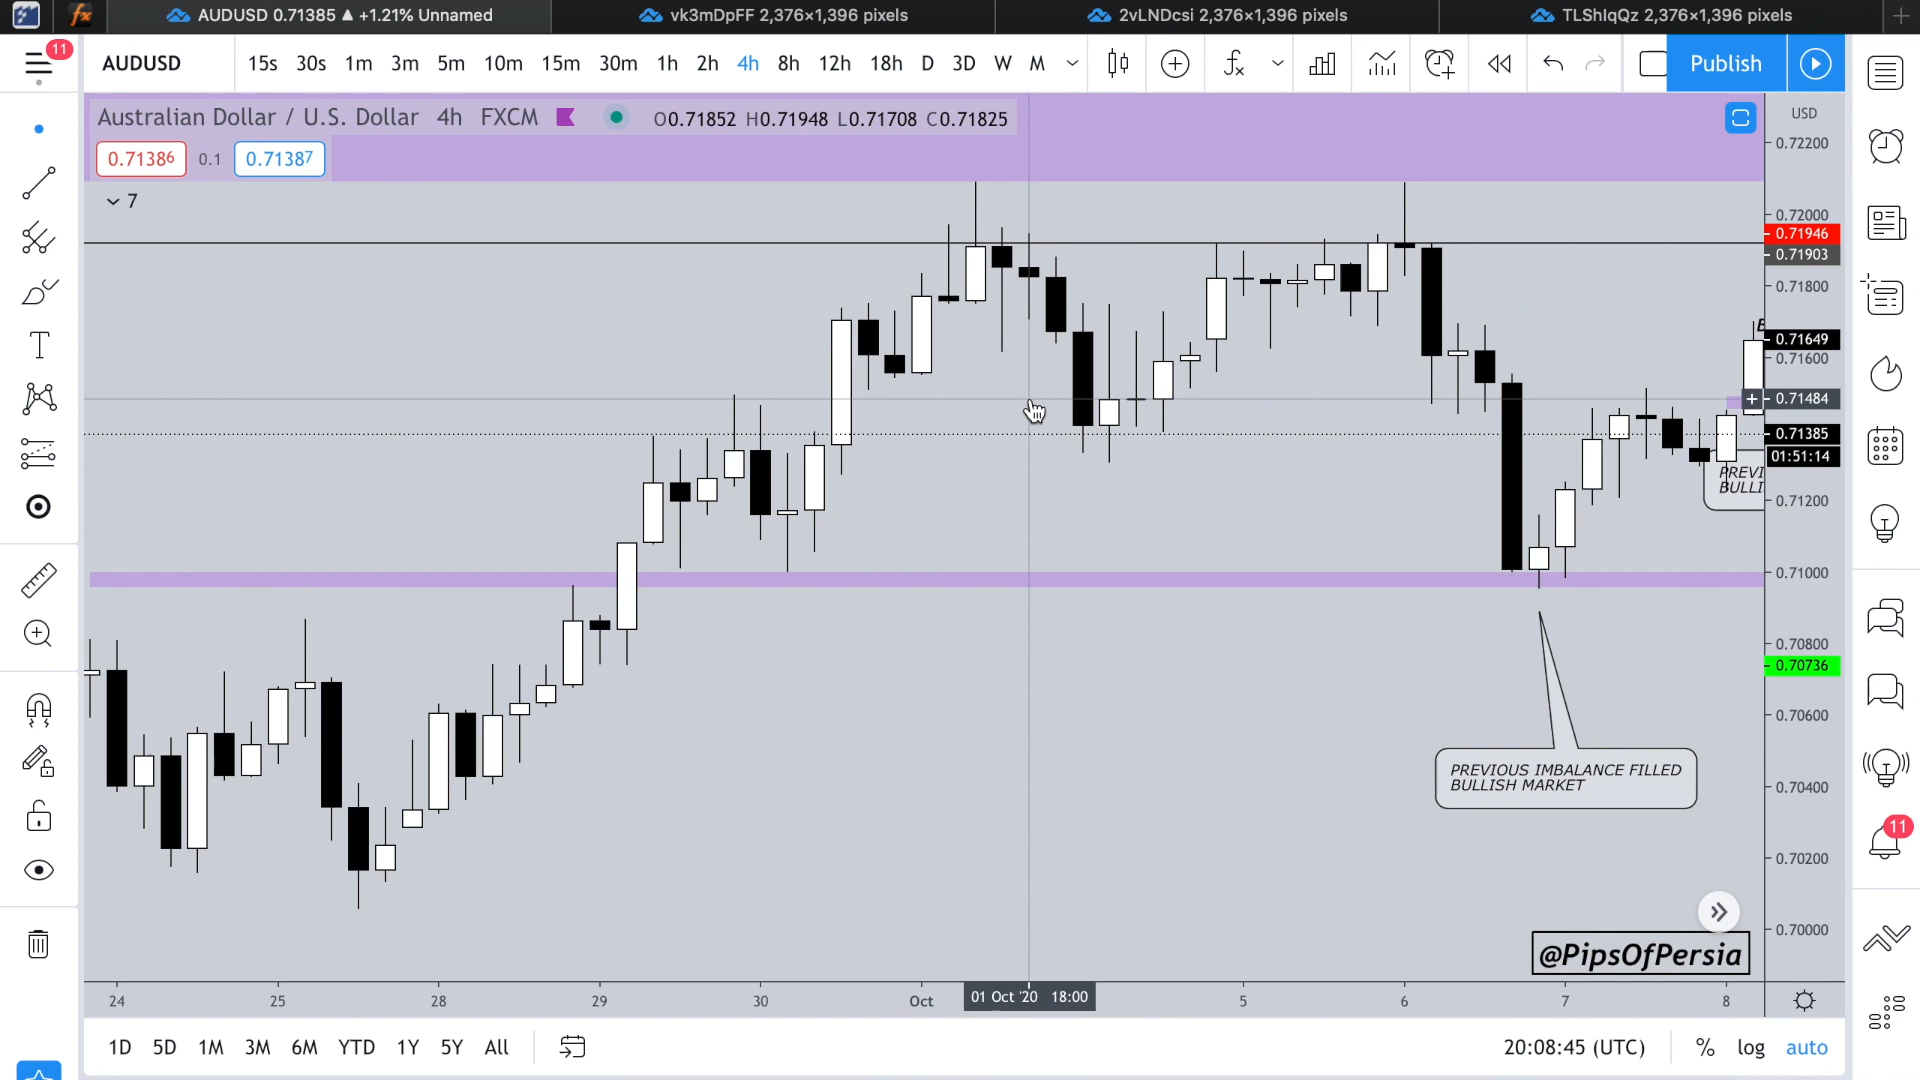 AUDUSD 0.71385 ▲ +1.21% Unnamed
vk3mDpFF 2,376×1,396 pixels
2vLNDcsi 2,376×1,396 pixels
TLShIqQz 2,376×1,396 pixels
11
AUDUSD
15s 30s 1m 3m 5m 10m 15m 30m 1h 2h 4h 8h 12h 18h D 3D W M
Publish
Australian Dollar / U.S. Dollar 4h FXCM
O0.71852 H0.71948 L0.71708 C0.71825
USD
0.71386
0.1
0.71387
7
0.72200
0.72000
0.71946
0.71903
0.71800
0.71649
0.71600
0.71484
0.71385
01:51:14
PREVI
BULLI
0.71200
0.71000
0.70800
0.70736
0.70600
PREVIOUS IMBALANCE FILLED
BULLISH MARKET
0.70400
0.70200
0.70000
11
@PipsOfPersia
24 25 28 29 30 Oct 01 Oct '20 18:00 5 6 7 8
1D 5D 1M 3M 6M YTD 1Y 5Y All
20:08:45 (UTC)
% log auto